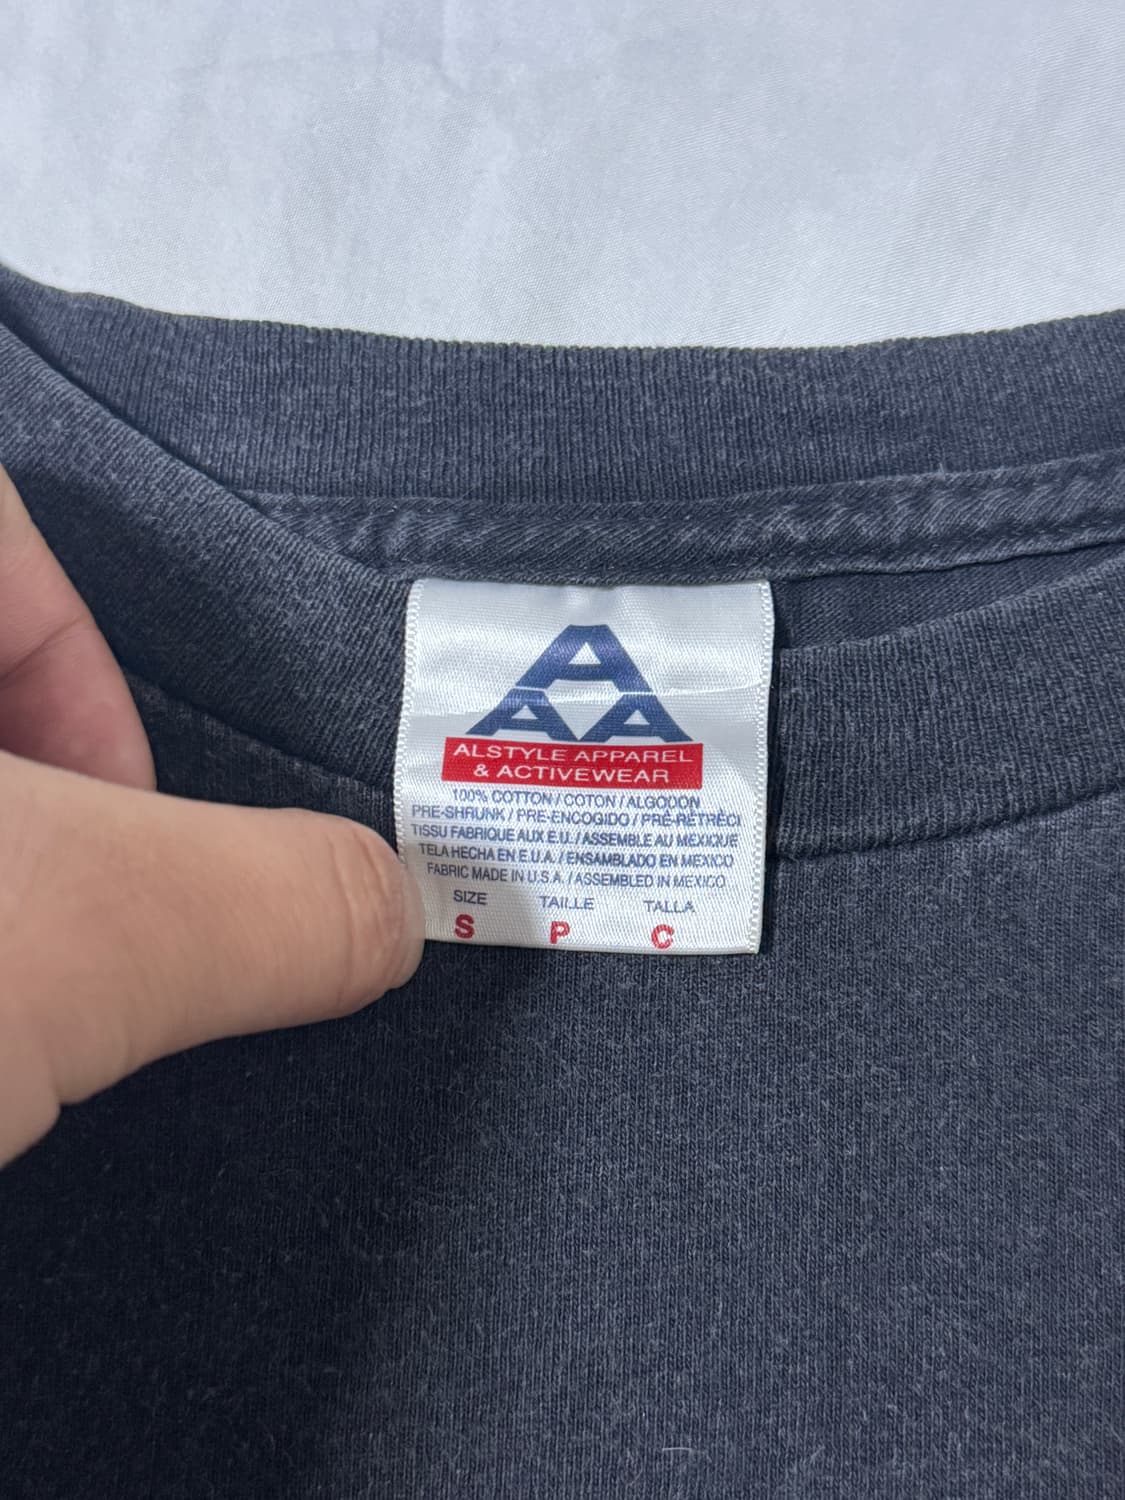 A
A A
ALSTYLE APPAREL
& ACTIVEWEAR
100% COTTON / COTON / ALGODON
PRE-SHRUNK / PRE-ENCOGIDO / PRÉ-RÉTRÉCI
TISSU FABRIQUE AUX E.U. / ASSEMBLE AU MEXIQUE
TELA HECHA EN E.U.A. / ENSAMBLADO EN MEXICO
FABRIC MADE IN U.S.A. / ASSEMBLED IN MEXICO
SIZE TAILLE TALLA
S P C